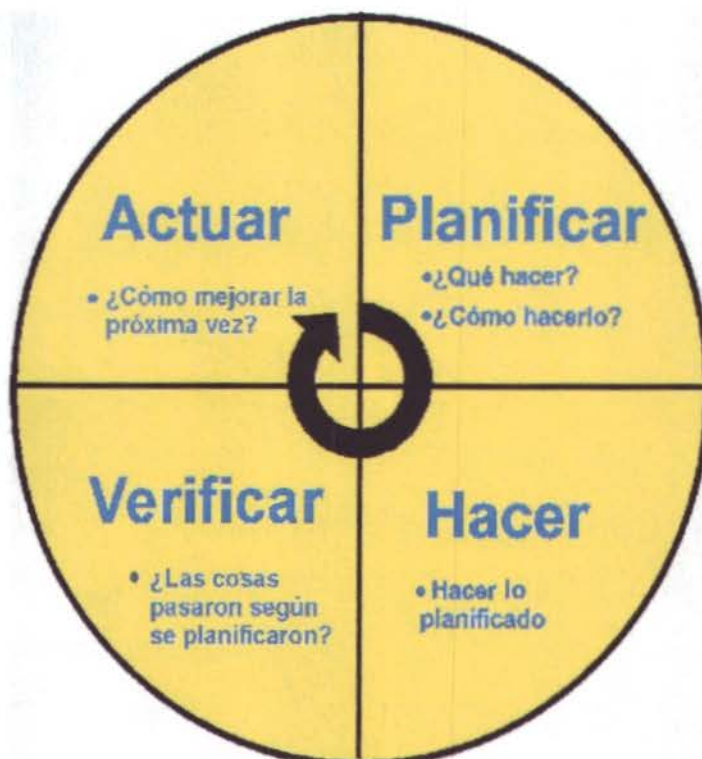 Actuar
• ¿Cómo mejorar la
próxima vez?
Planificar
•¿Qué hacer?
•¿Cómo hacerlo?
Verificar
• ¿Las cosas
pasaron según
se planificaron?
Hacer
• Hacer lo
planificado